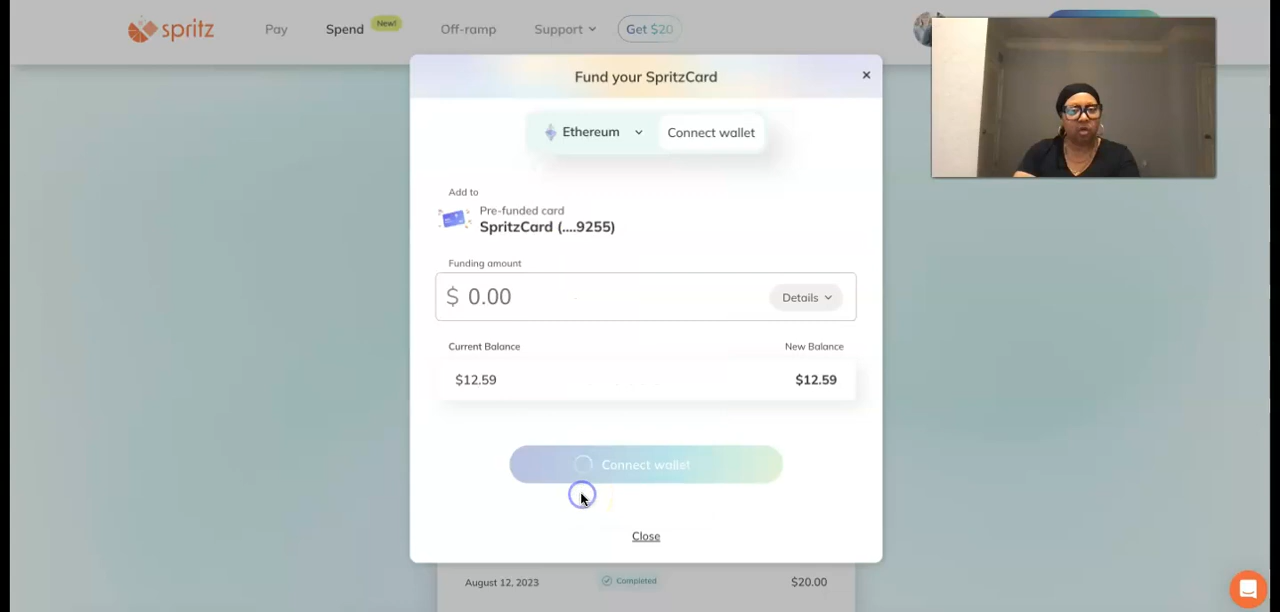 spritz
Pay
Spend
New!
Off-ramp
Support
Get $20
Fund your SpritzCard
Ethereum
Connect wallet
Add to
Pre-funded card
SpritzCard (....9255)
Funding amount
$ 0.00
Details
Current Balance
New Balance
$12.59
$12.59
Connect wallet
Close
August 12, 2023
Completed
$20.00